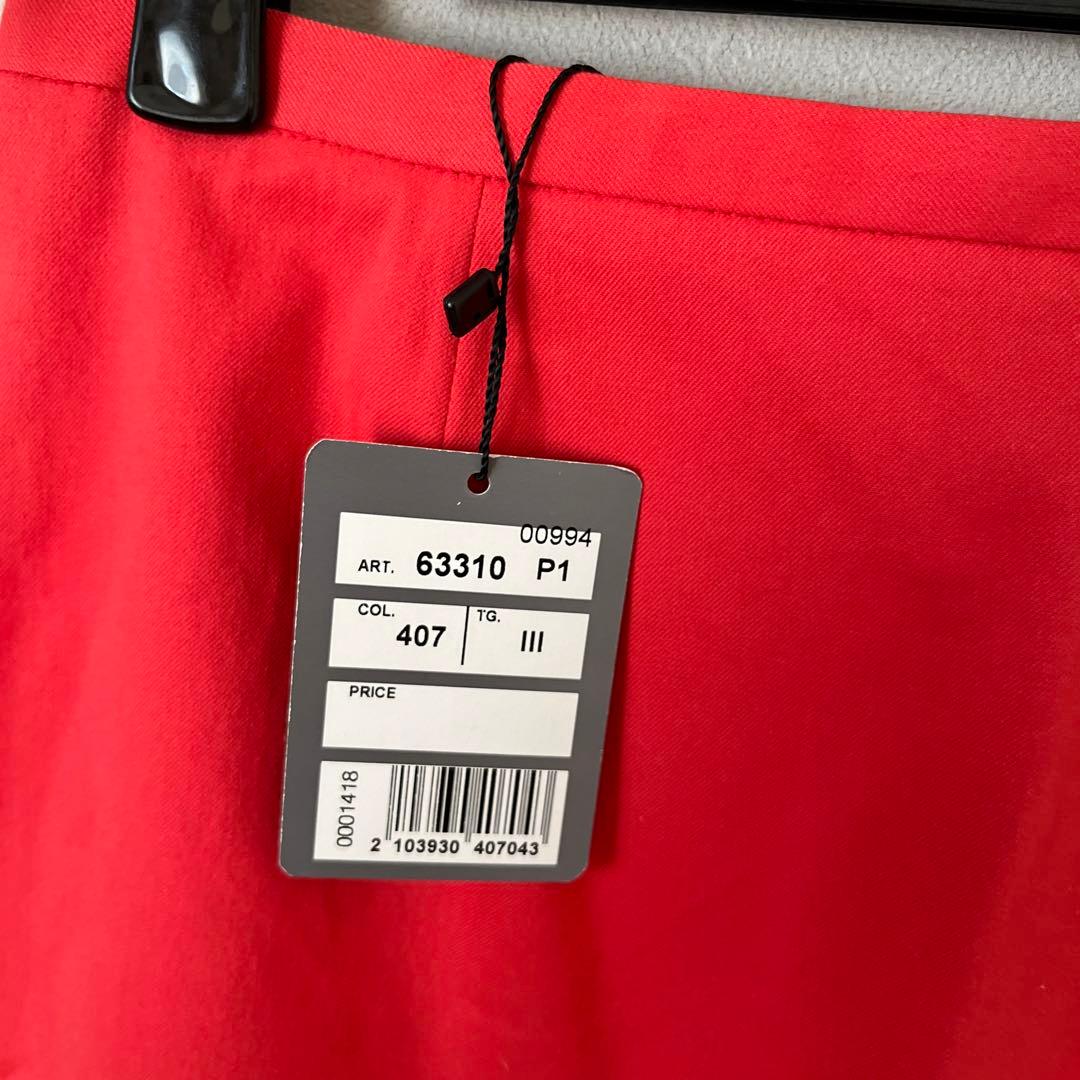 00994
ART. 63310 P1
COL. 407 TG. III
PRICE
0001418
2 103930 407043